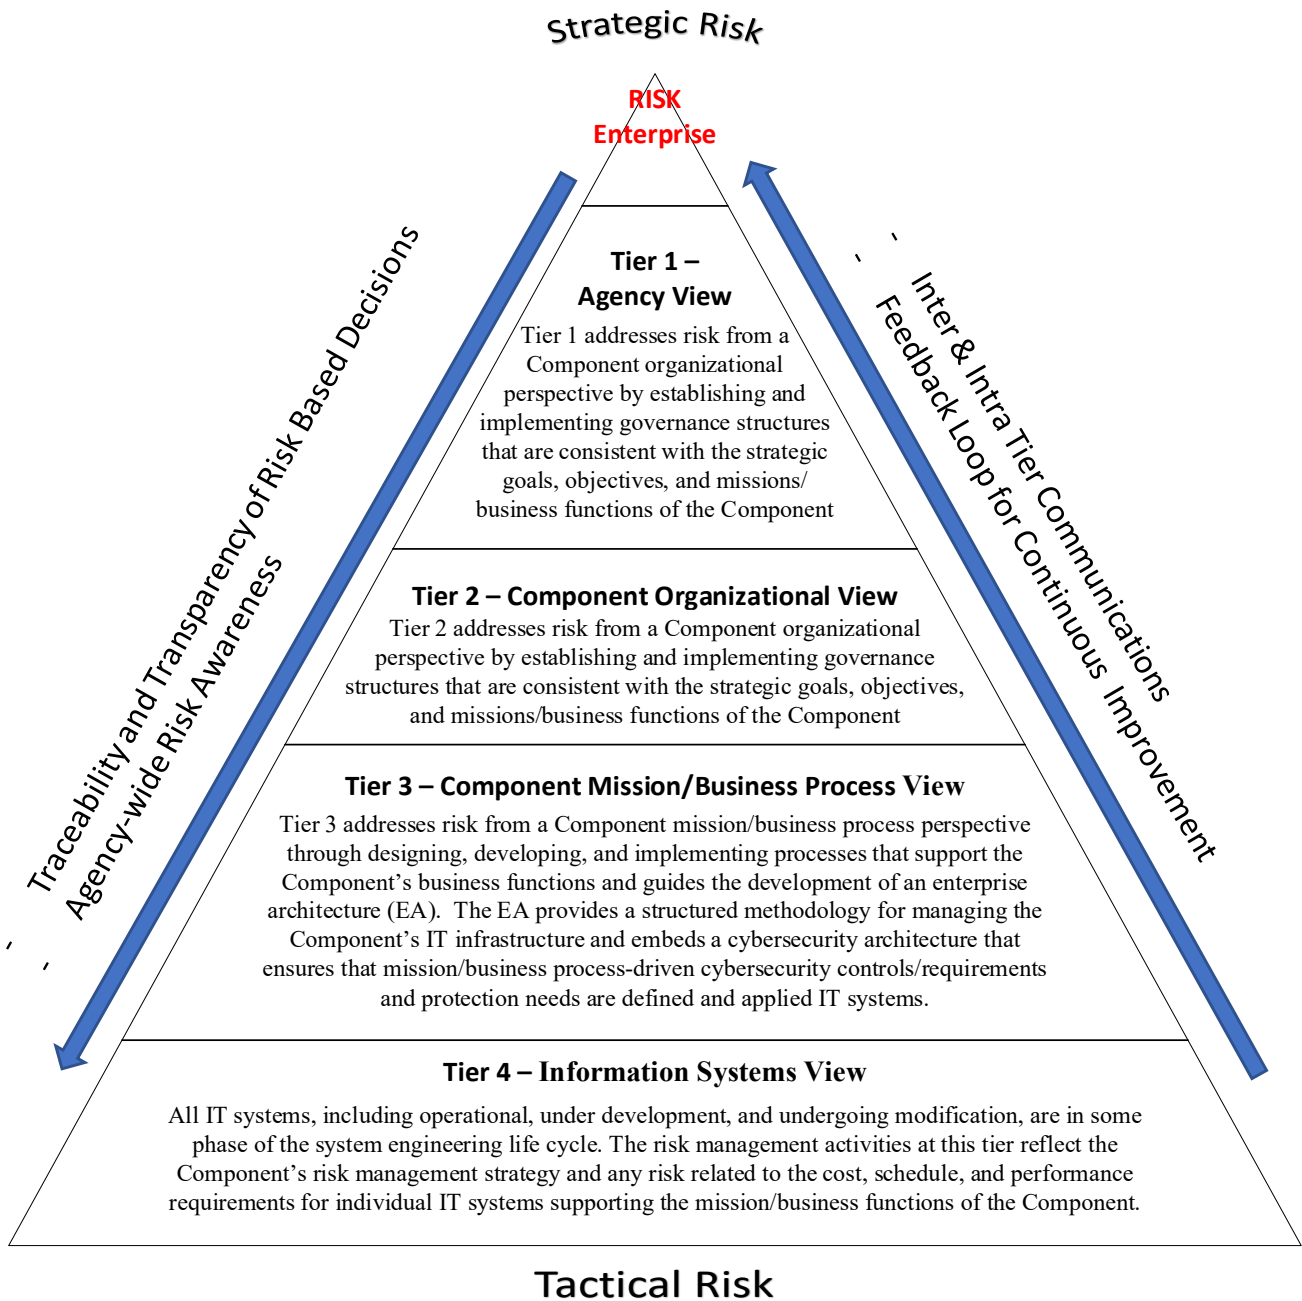 Strategic Risk
RISK
Enterprise
Tier 1 –
Agency View
Tier 1 addresses risk from a
Component organizational
perspective by establishing and
implementing governance structures
that are consistent with the strategic
goals, objectives, and missions/
business functions of the Component
Tier 2 – Component Organizational View
Tier 2 addresses risk from a Component organizational
perspective by establishing and implementing governance
structures that are consistent with the strategic goals, objectives,
and missions/business functions of the Component
Tier 3 – Component Mission/Business Process View
Tier 3 addresses risk from a Component mission/business process perspective
through designing, developing, and implementing processes that support the
Component’s business functions and guides the development of an enterprise
architecture (EA).  The EA provides a structured methodology for managing the
Component’s IT infrastructure and embeds a cybersecurity architecture that
ensures that mission/business process-driven cybersecurity controls/requirements
and protection needs are defined and applied IT systems.
Tier 4 – Information Systems View
All IT systems, including operational, under development, and undergoing modification, are in some
phase of the system engineering life cycle. The risk management activities at this tier reflect the
Component’s risk management strategy and any risk related to the cost, schedule, and performance
requirements for individual IT systems supporting the mission/business functions of the Component.
- Traceability and Transparency of Risk Based Decisions
- Agency-wide Risk Awareness
- Inter & Intra Tier Communications
- Feedback Loop for Continuous  Improvement
Tactical Risk